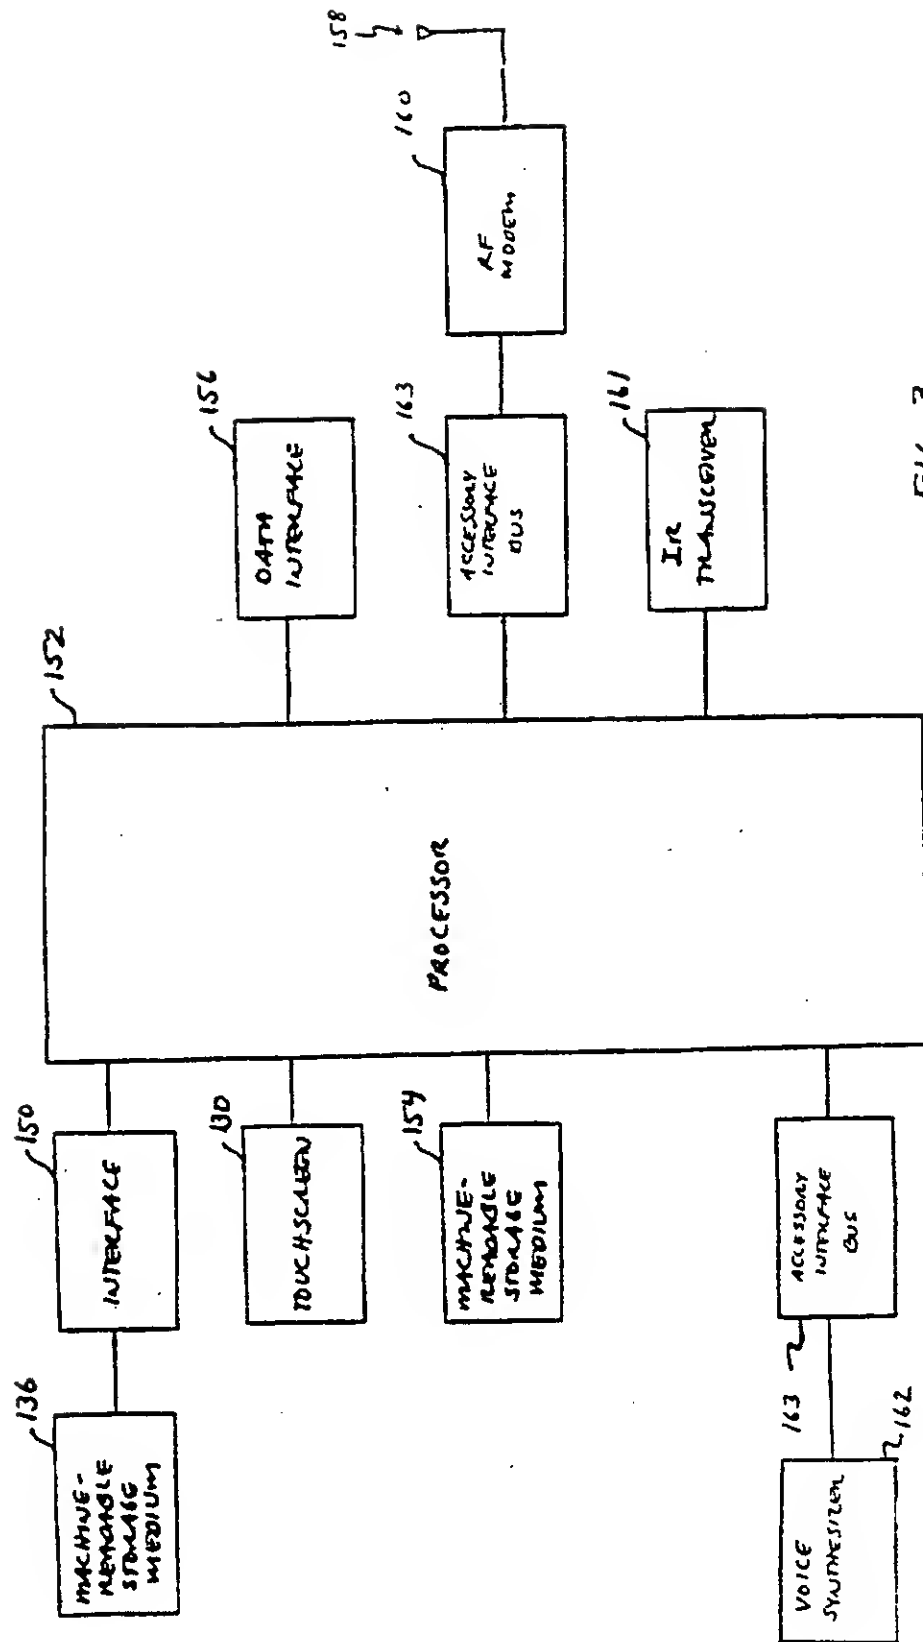 136
MACHINE-
READABLE
STORAGE
MEDIUM
150
INTERFACE
130
TOUCHSCREEN
154
MACHINE-
READABLE
STORAGE
MEDIUM
VOICE
SYNTHESIZER
162
163
ACCESSORY
INTERFACE
BUS
152
PROCESSOR
156
DATA
INTERFACE
163
ACCESSORY
INTERFACE
BUS
161
IR
TRANSCEIVER
160
RF
MODEM
158